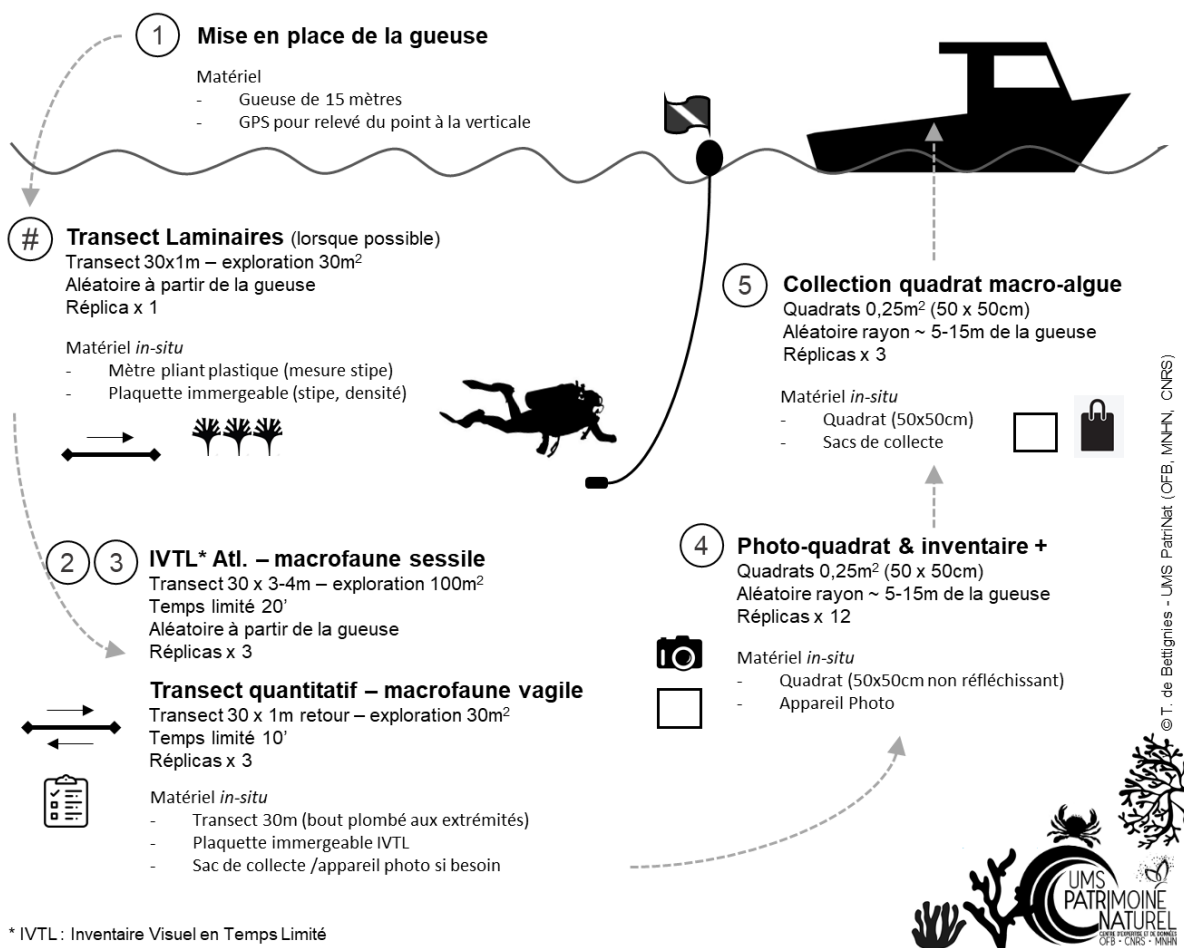 1 Mise en place de la gueuse
Matériel
- Gueuse de 15 mètres
- GPS pour relevé du point à la verticale
# Transect Laminaires (lorsque possible)
Transect 30x1m – exploration 30m²
Aléatoire à partir de la gueuse
Réplica x 1
Matériel in-situ
- Mètre pliant plastique (mesure stipe)
- Plaquette immergeable (stipe, densité)
2 3 IVTL* Atl. – macrofaune sessile
Transect 30 x 3-4m – exploration 100m²
Temps limité 20’
Aléatoire à partir de la gueuse
Réplicas x 3
Transect quantitatif – macrofaune vagile
Transect 30 x 1m retour – exploration 30m²
Temps limité 10’
Réplicas x 3
Matériel in-situ
- Transect 30m (bout plombé aux extrémités)
- Plaquette immergeable IVTL
- Sac de collecte /appareil photo si besoin
4 Photo-quadrat & inventaire +
Quadrats 0,25m² (50 x 50cm)
Aléatoire rayon ~ 5-15m de la gueuse
Réplicas x 12
Matériel in-situ
- Quadrat (50x50cm non réfléchissant)
- Appareil Photo
5 Collection quadrat macro-algue
Quadrats 0,25m² (50 x 50cm)
Aléatoire rayon ~ 5-15m de la gueuse
Réplicas x 3
Matériel in-situ
- Quadrat (50x50cm)
- Sacs de collecte
© T. de Bettignies - UMS PatriNat (OFB, MNHN, CNRS)
UMS
PATRIMOINE
NATUREL
CENTRE D'EXPERTISE ET DE DONNÉES
OFB - CNRS - MNHN
* IVTL : Inventaire Visuel en Temps Limité